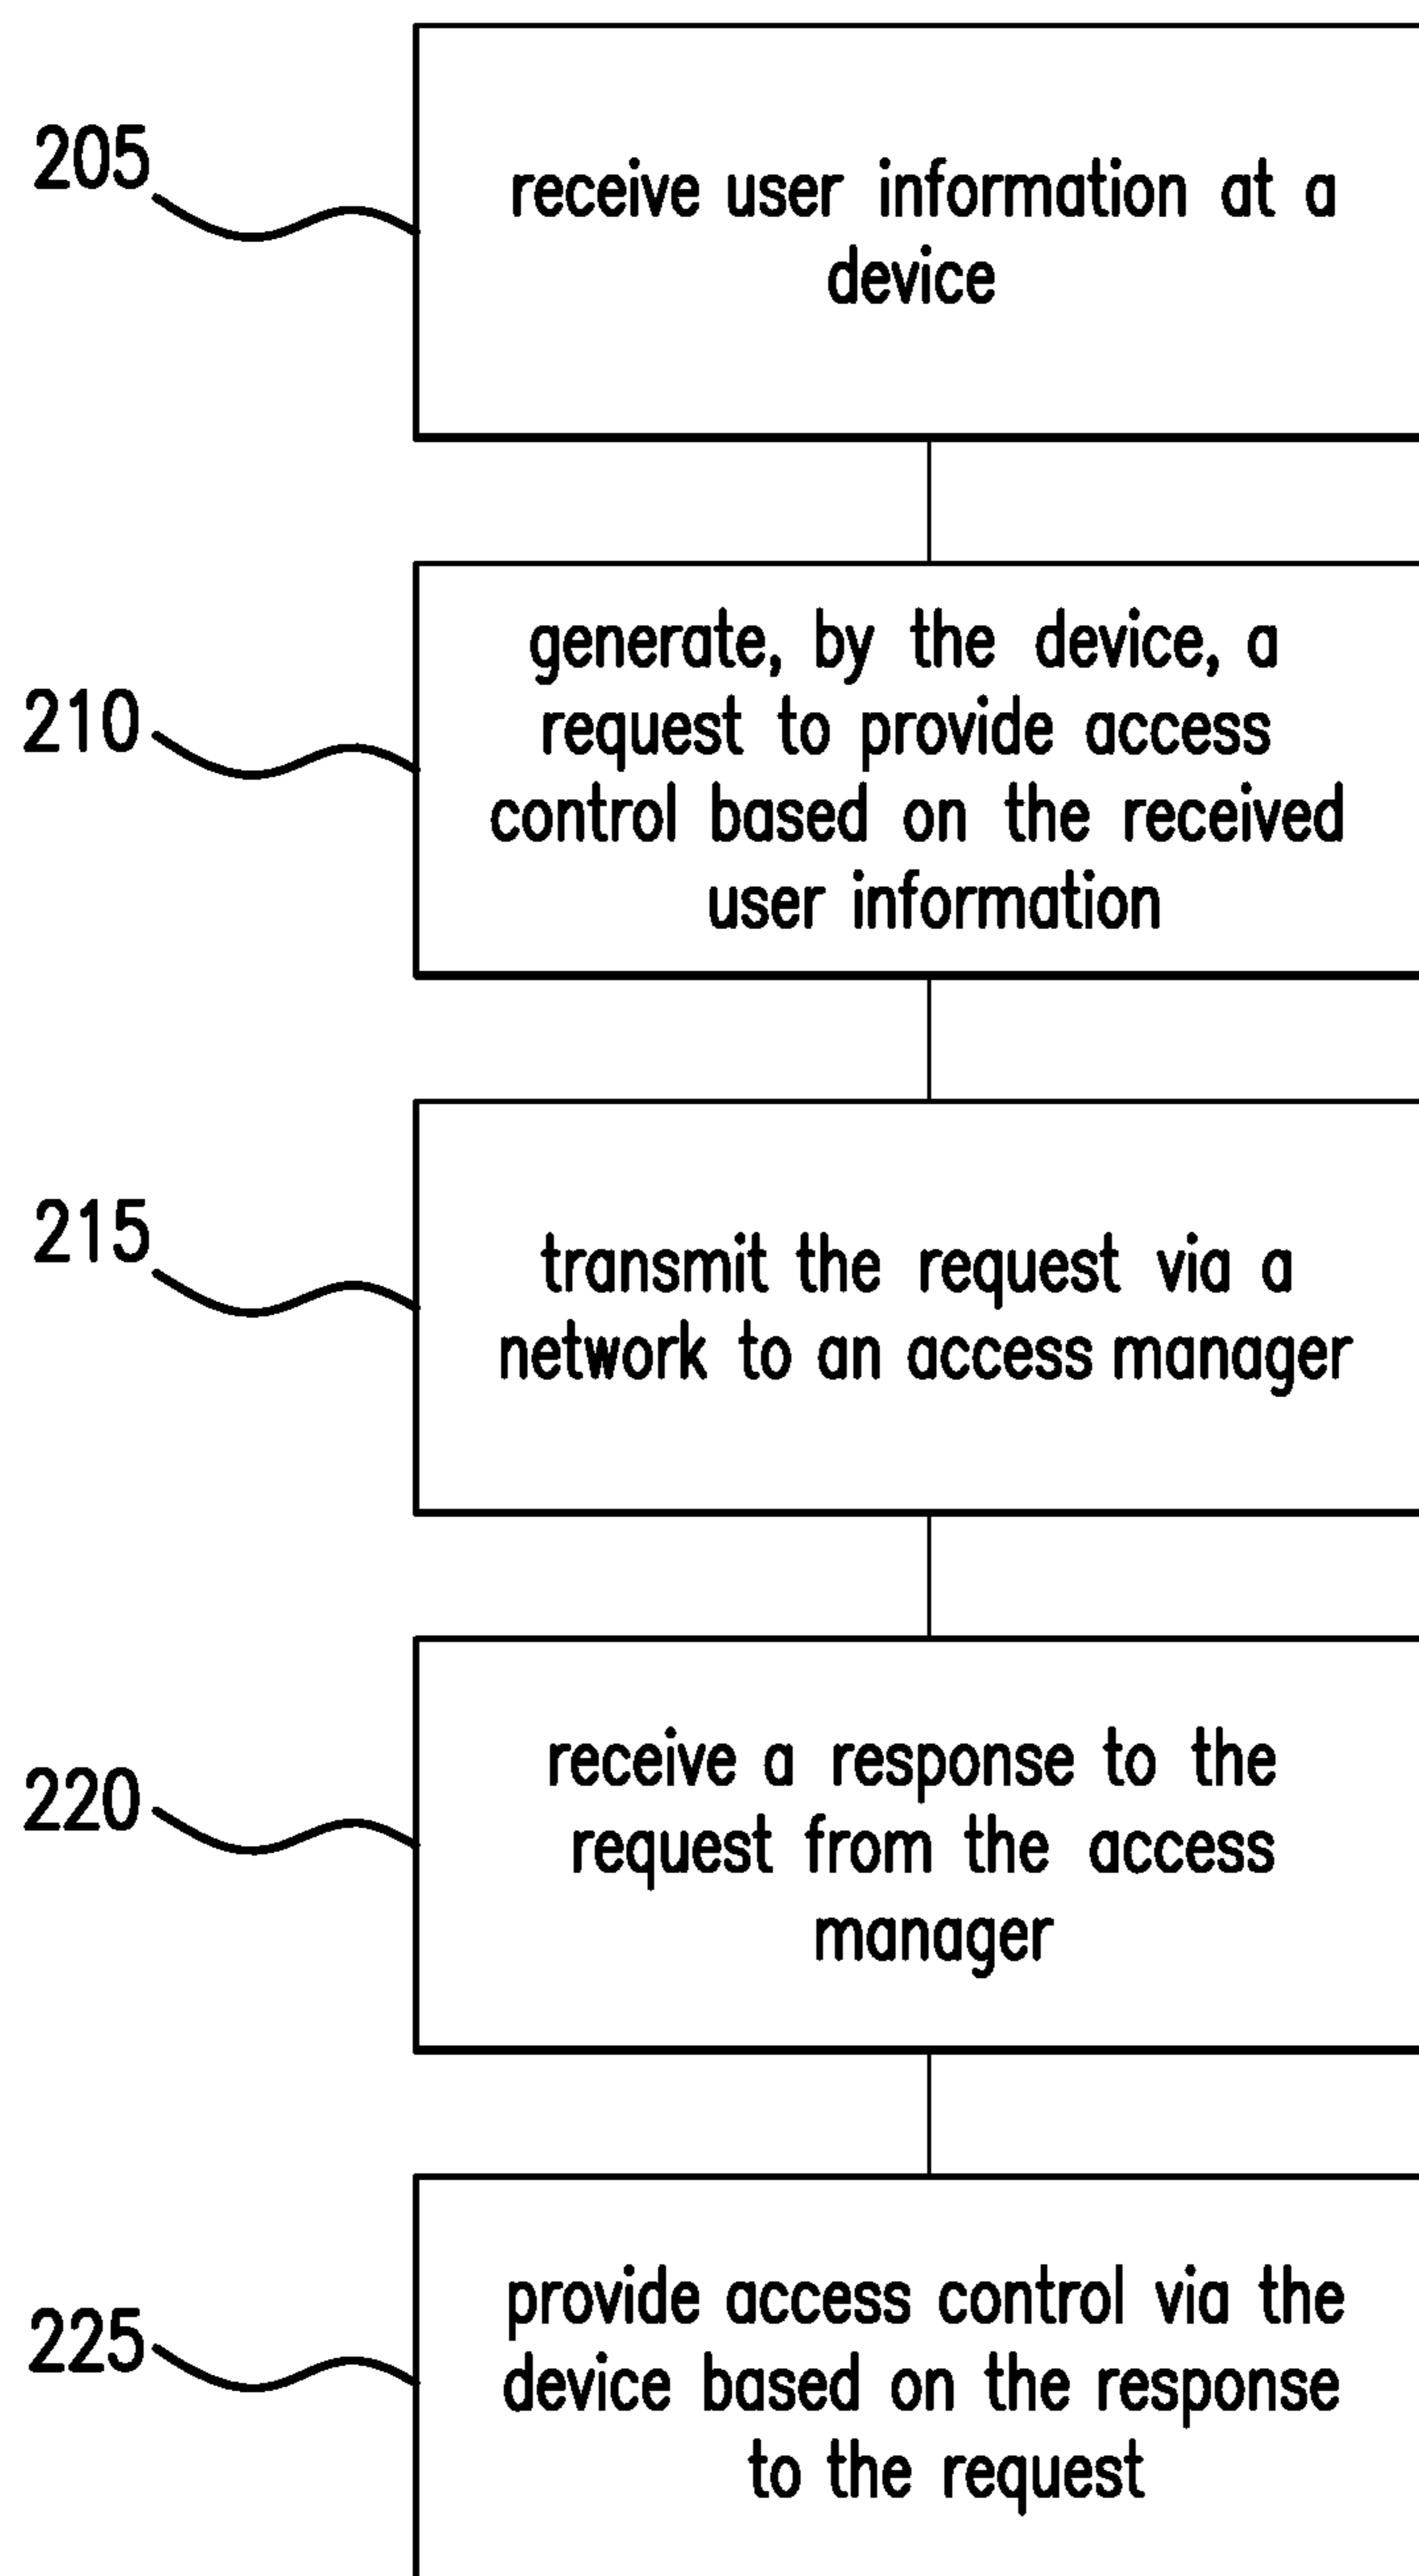 205
receive user information at a
device
210
generate, by the device, a
request to provide access
control based on the received
user information
215
transmit the request via a
network to an access manager
220
receive a response to the
request from the access
manager
225
provide access control via the
device based on the response
to the request